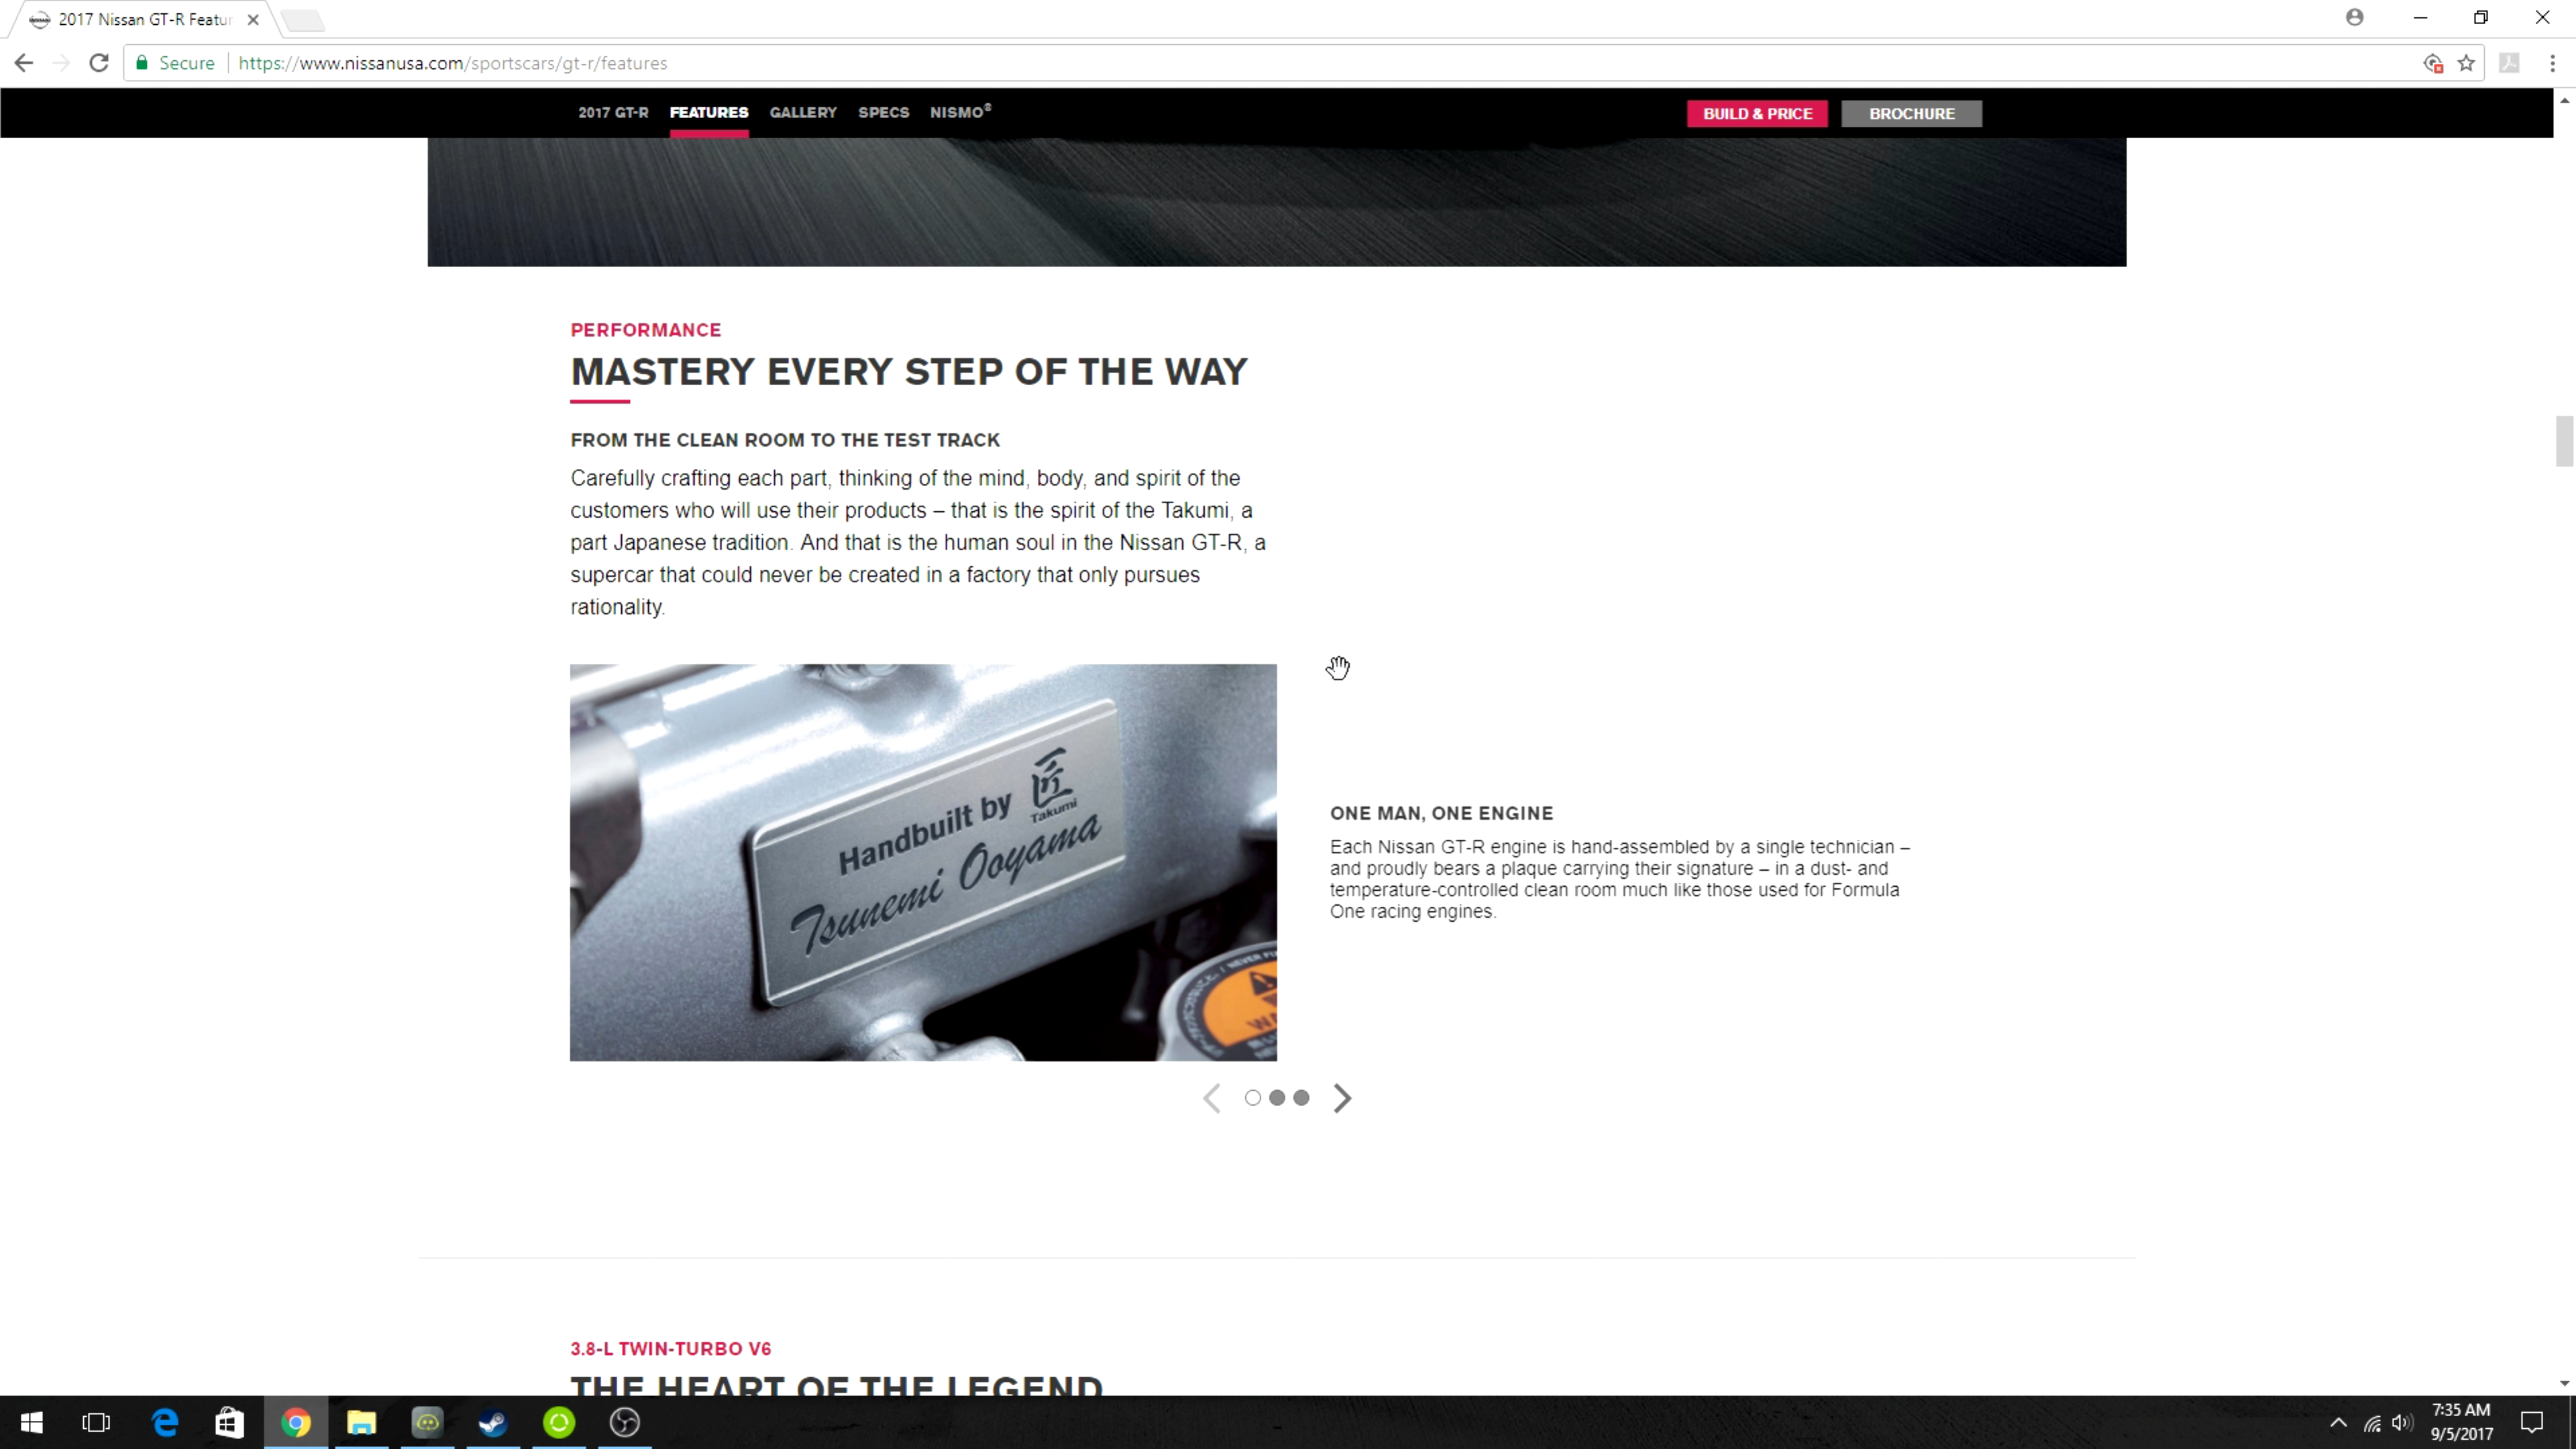 2017 Nissan GT-R Featur
Secure
https://www.nissanusa.com/sportscars/gt-r/features
2017 GT-R FEATURES GALLERY SPECS NISMO® BUILD & PRICE BROCHURE
PERFORMANCE
MASTERY EVERY STEP OF THE WAY
FROM THE CLEAN ROOM TO THE TEST TRACK
Carefully crafting each part, thinking of the mind, body, and spirit of the
customers who will use their products – that is the spirit of the Takumi, a
part Japanese tradition. And that is the human soul in the Nissan GT-R, a
supercar that could never be created in a factory that only pursues
rationality.
Handbuilt by 匠
Takumi
Tsunemi Ooyama
ONE MAN, ONE ENGINE
Each Nissan GT-R engine is hand-assembled by a single technician –
and proudly bears a plaque carrying their signature – in a dust- and
temperature-controlled clean room much like those used for Formula
One racing engines.
3.8-L TWIN-TURBO V6
THE HEART OF THE LEGEND
7:35 AM
9/5/2017